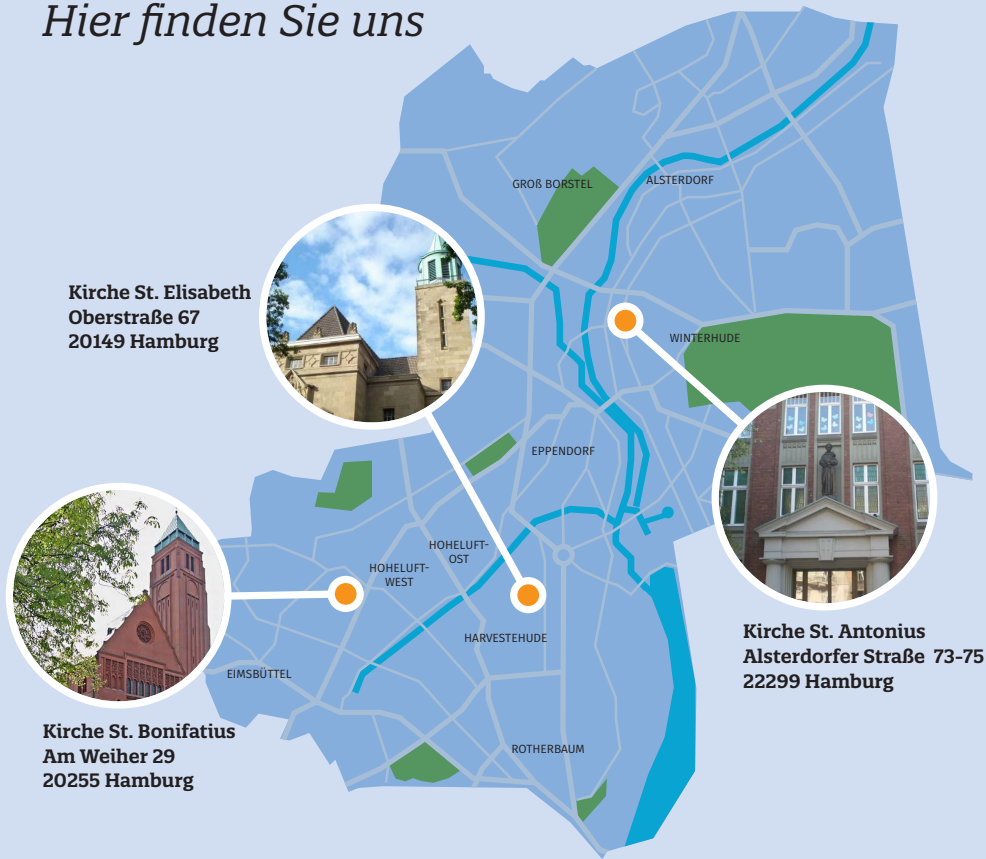 Hier finden Sie uns
GROß BORSTEL
ALSTERDORF
Kirche St. Elisabeth
Oberstraße 67
20149 Hamburg
WINTERHUDE
EPPENDORF
HOHELUFT-
OST
HOHELUFT-
WEST
HARVESTEHUDE
Kirche St. Antonius
Alsterdorfer Straße 73-75
22299 Hamburg
EIMSBÜTTEL
Kirche St. Bonifatius
Am Weiher 29
20255 Hamburg
ROTHERBAUM